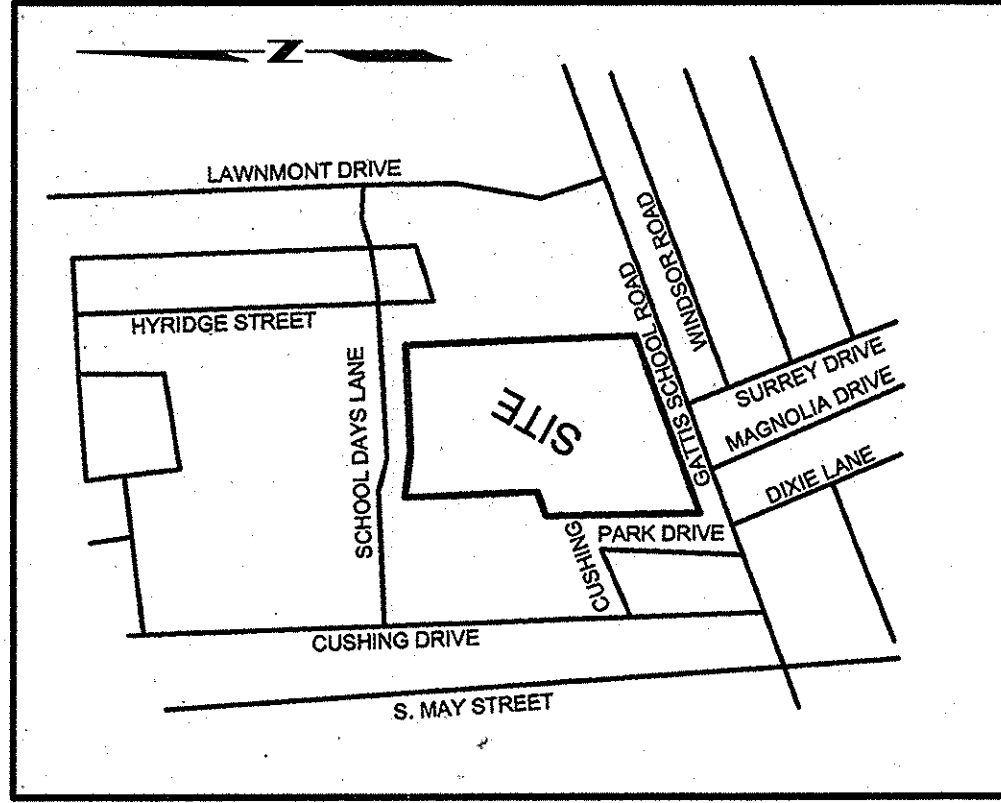 N
LAWNMONT DRIVE
HYRIDGE STREET
SCHOOL DAYS LANE
SITE
GATTIS SCHOOL ROAD
WINDSOR ROAD
SURREY DRIVE
MAGNOLIA DRIVE
DIXIE LANE
CUSHING
PARK DRIVE
CUSHING DRIVE
S. MAY STREET